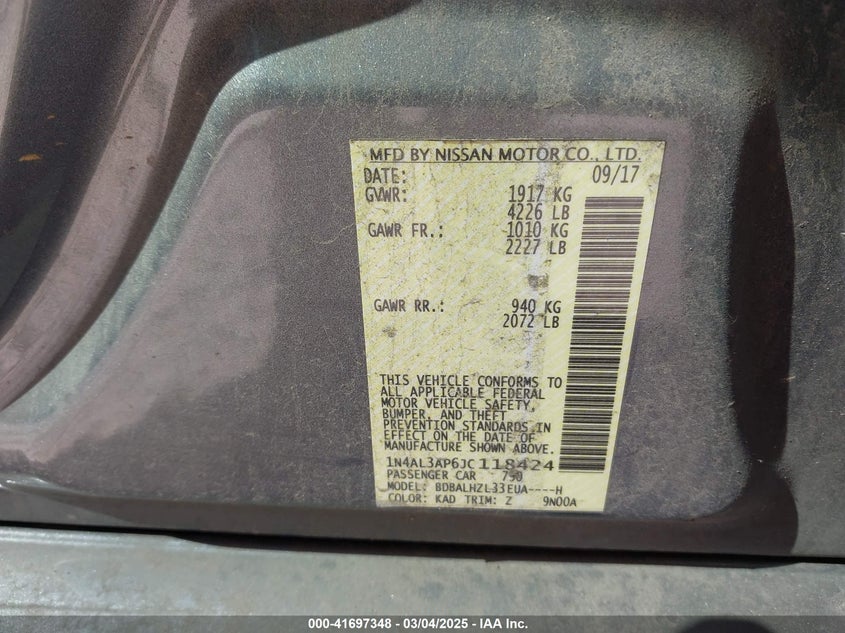 MFD BY NISSAN MOTOR CO., LTD.
DATE: 09/17
GVWR: 1917 KG
4226 LB
GAWR FR.: 1010 KG
2227 LB
GAWR RR.: 940 KG
2072 LB
THIS VEHICLE CONFORMS TO
ALL APPLICABLE FEDERAL
MOTOR VEHICLE SAFETY,
BUMPER, AND THEFT
PREVENTION STANDARDS IN
EFFECT ON THE DATE OF
MANUFACTURE SHOWN ABOVE.
1N4AL3AP6JC118424
PASSENGER CAR 790
MODEL: BDBALHZL33EUA----H
COLOR: KAD TRIM: Z 9N00A
000-41697348 - 03/04/2025 - IAA Inc.